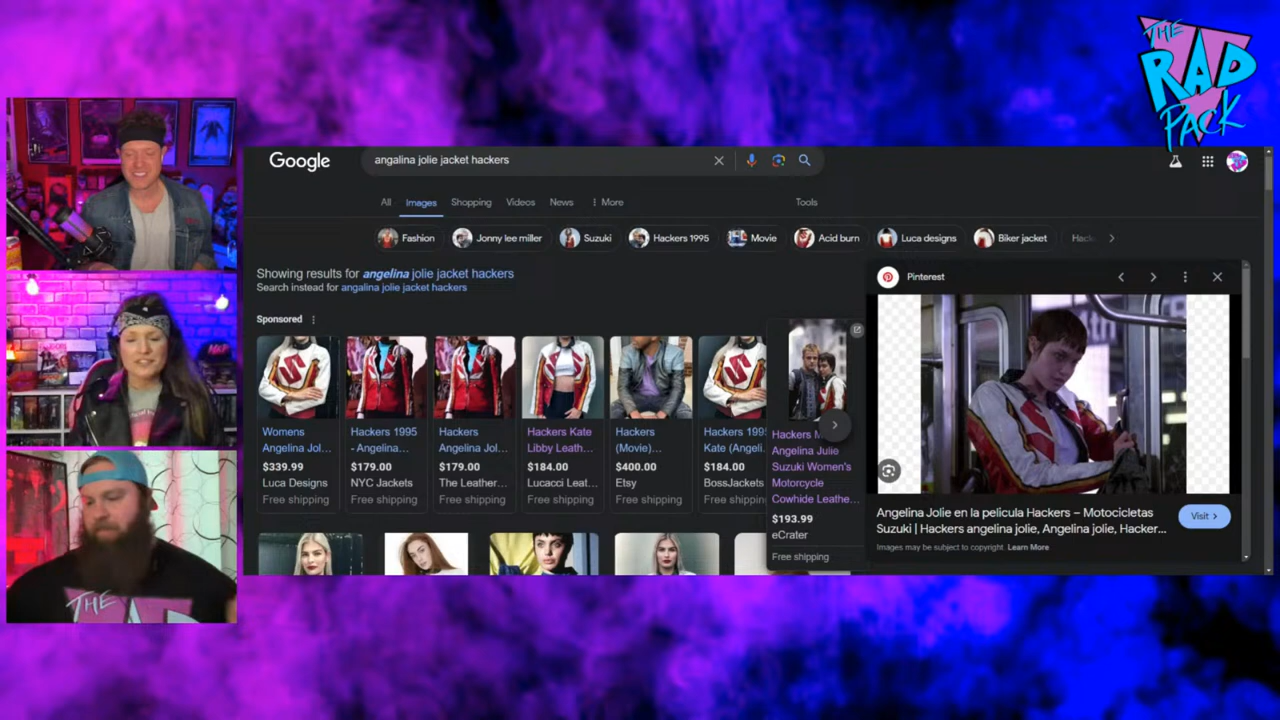 THE
RAD
PACK
Google
angalina jolie jacket hackers
All
Images
Shopping
Videos
News
More
Tools
Fashion
Jonny lee miller
Suzuki
Hackers 1995
Movie
Acid burn
Luca designs
Biker jacket
Hack
Showing results for angelina jolie jacket hackers
Search instead for angalina jolie jacket hackers
Sponsored
Womens
Angelina Jol...
$339.99
Luca Designs
Free shipping
Hackers 1995
- Angelina...
$179.00
NYC Jackets
Free shipping
Hackers
Angelina Jol...
$179.00
The Leather...
Free shipping
Hackers Kate
Libby Leath...
$184.00
Lucacci Leat...
Free shipping
Hackers
(Movie)...
$400.00
Etsy
Free shipping
Hackers 1995
Kate (Angeli
$184.00
BossJackets
Free shipping
Hackers M
Angelina Julie
Suzuki Women's
Motorcycle
Cowhide Leathe...
$193.99
eCrater
Free shipping
Pinterest
Angelina Jolie en la pelicula Hackers – Motocicletas
Suzuki | Hackers angelina jolie, Angelina jolie, Hacker...
Visit >
Images may be subject to copyright. Learn More
THE
RAD